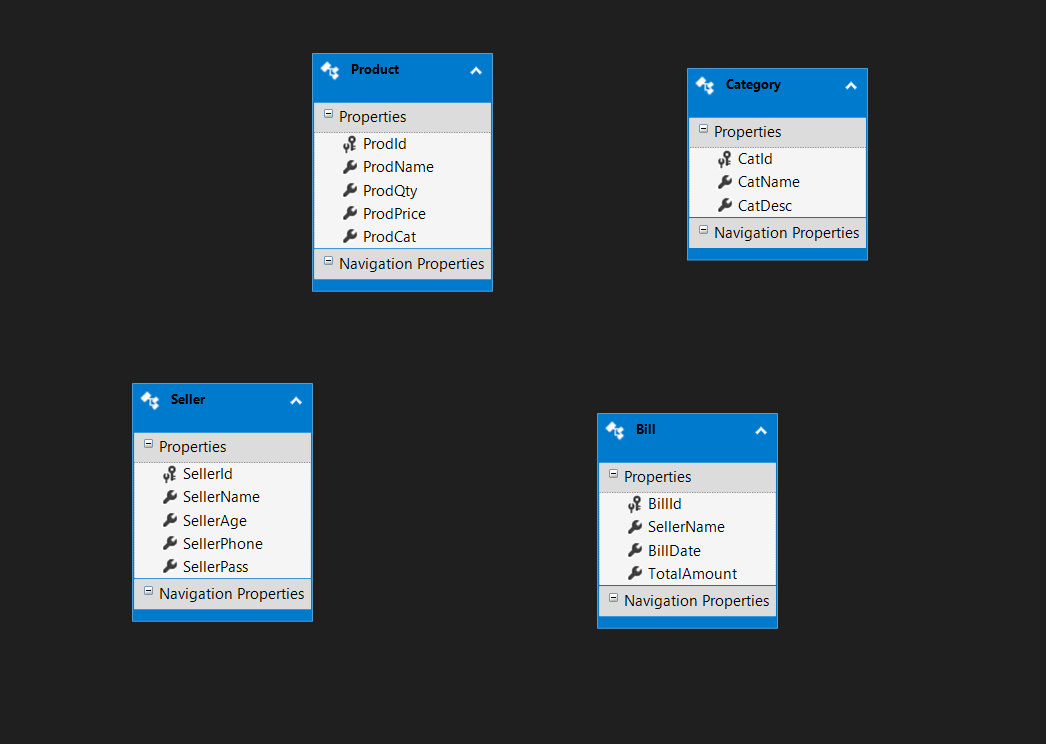 Product
Properties
ProdId
ProdName
ProdQty
ProdPrice
ProdCat
Navigation Properties
Category
Properties
CatId
CatName
CatDesc
Navigation Properties
Seller
Properties
SellerId
SellerName
SellerAge
SellerPhone
SellerPass
Navigation Properties
Bill
Properties
BillId
SellerName
BillDate
TotalAmount
Navigation Properties